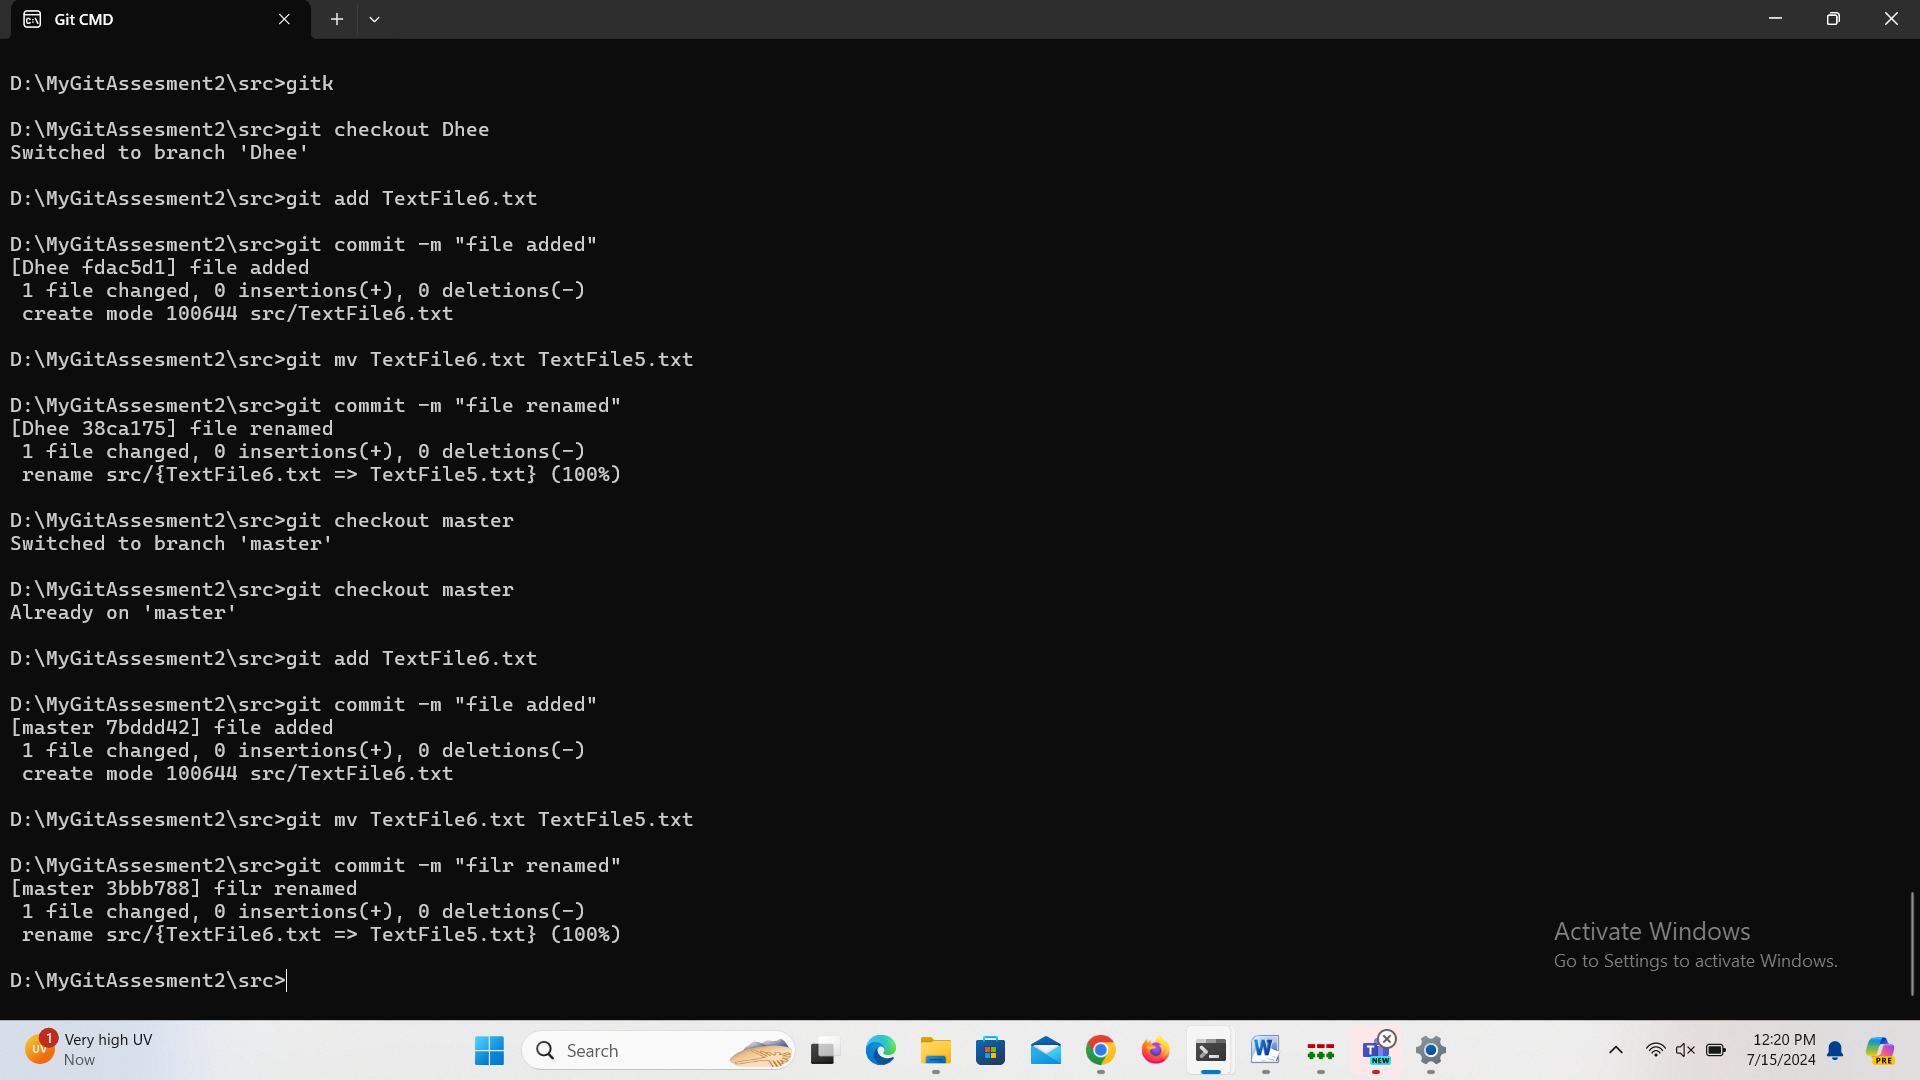 Git CMD
D:\MyGitAssesment2\src>gitk
D:\MyGitAssesment2\src>git checkout Dhee
Switched to branch 'Dhee'
D:\MyGitAssesment2\src>git add TextFile6.txt
D:\MyGitAssesment2\src>git commit -m "file added"
[Dhee fdac5d1] file added
1 file changed, 0 insertions(+), 0 deletions(-)
create mode 100644 src/TextFile6.txt
D:\MyGitAssesment2\src>git mv TextFile6.txt TextFile5.txt
D:\MyGitAssesment2\src>git commit -m "file renamed"
[Dhee 38ca175] file renamed
1 file changed, 0 insertions(+), 0 deletions(-)
rename src/{TextFile6.txt => TextFile5.txt} (100%)
D:\MyGitAssesment2\src>git checkout master
Switched to branch 'master'
D:\MyGitAssesment2\src>git checkout master
Already on 'master'
D:\MyGitAssesment2\src>git add TextFile6.txt
D:\MyGitAssesment2\src>git commit -m "file added"
[master 7bddd42] file added
1 file changed, 0 insertions(+), 0 deletions(-)
create mode 100644 src/TextFile6.txt
D:\MyGitAssesment2\src>git mv TextFile6.txt TextFile5.txt
D:\MyGitAssesment2\src>git commit -m "filr renamed"
[master 3bbb788] filr renamed
1 file changed, 0 insertions(+), 0 deletions(-)
rename src/{TextFile6.txt => TextFile5.txt} (100%)
D:\MyGitAssesment2\src>
Activate Windows
Go to Settings to activate Windows.
1
UV
Very high UV
Now
Search
W
T
NEW
12:20 PM
7/15/2024
PRE